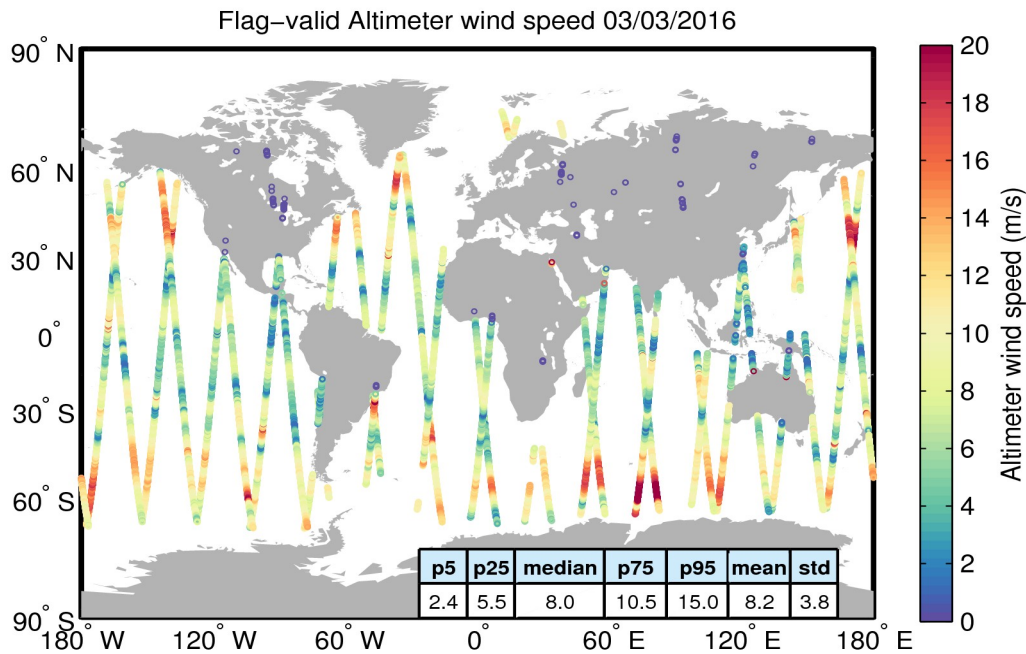 Flag−valid Altimeter wind speed 03/03/2016
90° N
60° N
30° N
0°
30° S
60° S
90° S
180° W
120° W
60° W
0°
60° E
120° E
180° E
p5 p25 median p75 p95 mean std
2.4 5.5 8.0 10.5 15.0 8.2 3.8
20
18
16
14
12
10
8
6
4
2
0
Altimeter wind speed (m/s)